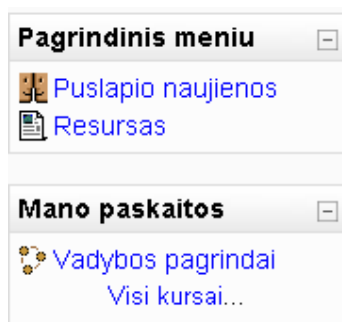 Pagrindinis meniu
Puslapio naujienos
Resursas
Mano paskaitos
Vadybos pagrindai
Visi kursai...